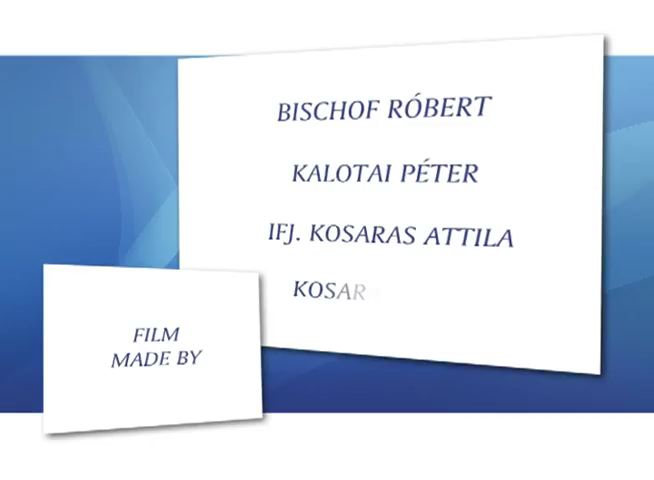 BISCHOF RÓBERT
KALOTAI PÉTER
IFJ. KOSARAS ATTILA
KOSAR
FILM
MADE BY